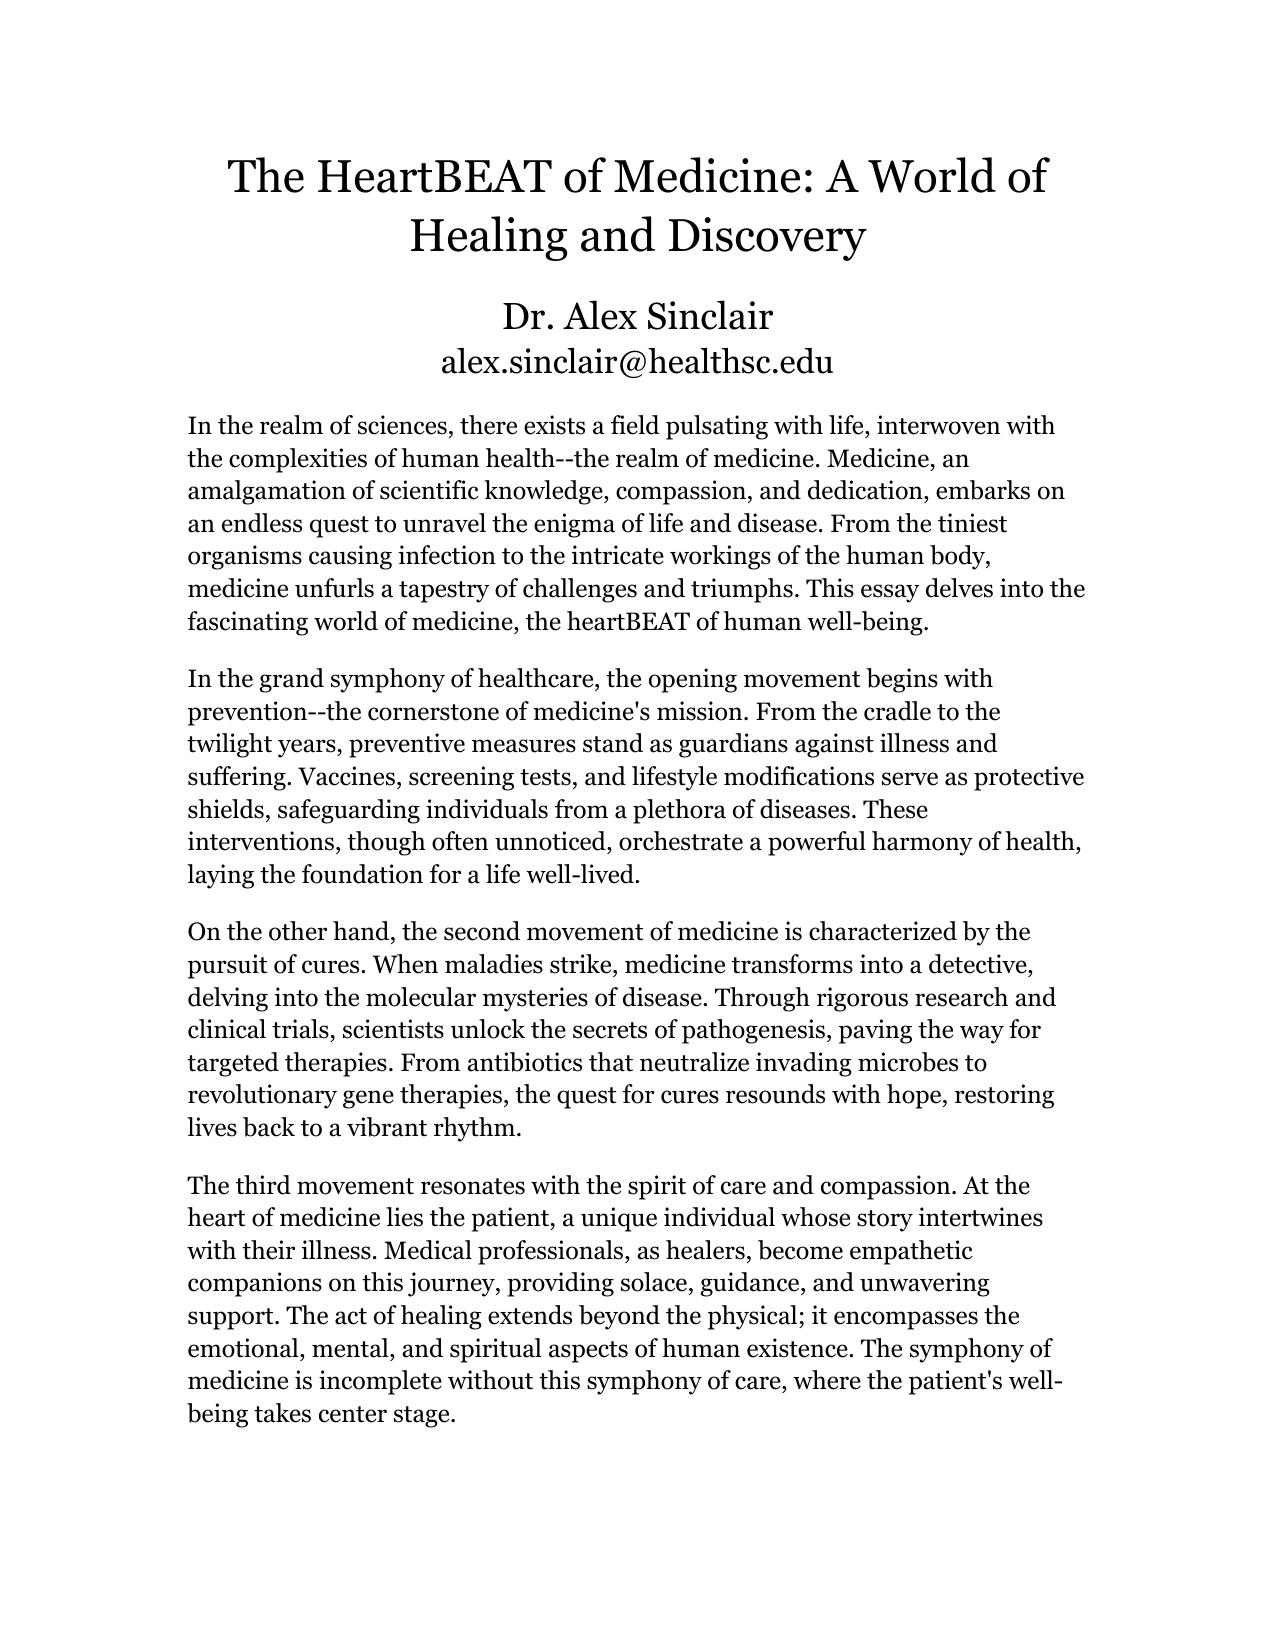 The HeartBEAT of Medicine: A World of
Healing and Discovery
Dr. Alex Sinclair
alex.sinclair@healthsc.edu
In the realm of sciences, there exists a field pulsating with life, interwoven with
the complexities of human health--the realm of medicine. Medicine, an
amalgamation of scientific knowledge, compassion, and dedication, embarks on
an endless quest to unravel the enigma of life and disease. From the tiniest
organisms causing infection to the intricate workings of the human body,
medicine unfurls a tapestry of challenges and triumphs. This essay delves into the
fascinating world of medicine, the heartBEAT of human well-being.
In the grand symphony of healthcare, the opening movement begins with
prevention--the cornerstone of medicine's mission. From the cradle to the
twilight years, preventive measures stand as guardians against illness and
suffering. Vaccines, screening tests, and lifestyle modifications serve as protective
shields, safeguarding individuals from a plethora of diseases. These
interventions, though often unnoticed, orchestrate a powerful harmony of health,
laying the foundation for a life well-lived.
On the other hand, the second movement of medicine is characterized by the
pursuit of cures. When maladies strike, medicine transforms into a detective,
delving into the molecular mysteries of disease. Through rigorous research and
clinical trials, scientists unlock the secrets of pathogenesis, paving the way for
targeted therapies. From antibiotics that neutralize invading microbes to
revolutionary gene therapies, the quest for cures resounds with hope, restoring
lives back to a vibrant rhythm.
The third movement resonates with the spirit of care and compassion. At the
heart of medicine lies the patient, a unique individual whose story intertwines
with their illness. Medical professionals, as healers, become empathetic
companions on this journey, providing solace, guidance, and unwavering
support. The act of healing extends beyond the physical; it encompasses the
emotional, mental, and spiritual aspects of human existence. The symphony of
medicine is incomplete without this symphony of care, where the patient's well-
being takes center stage.